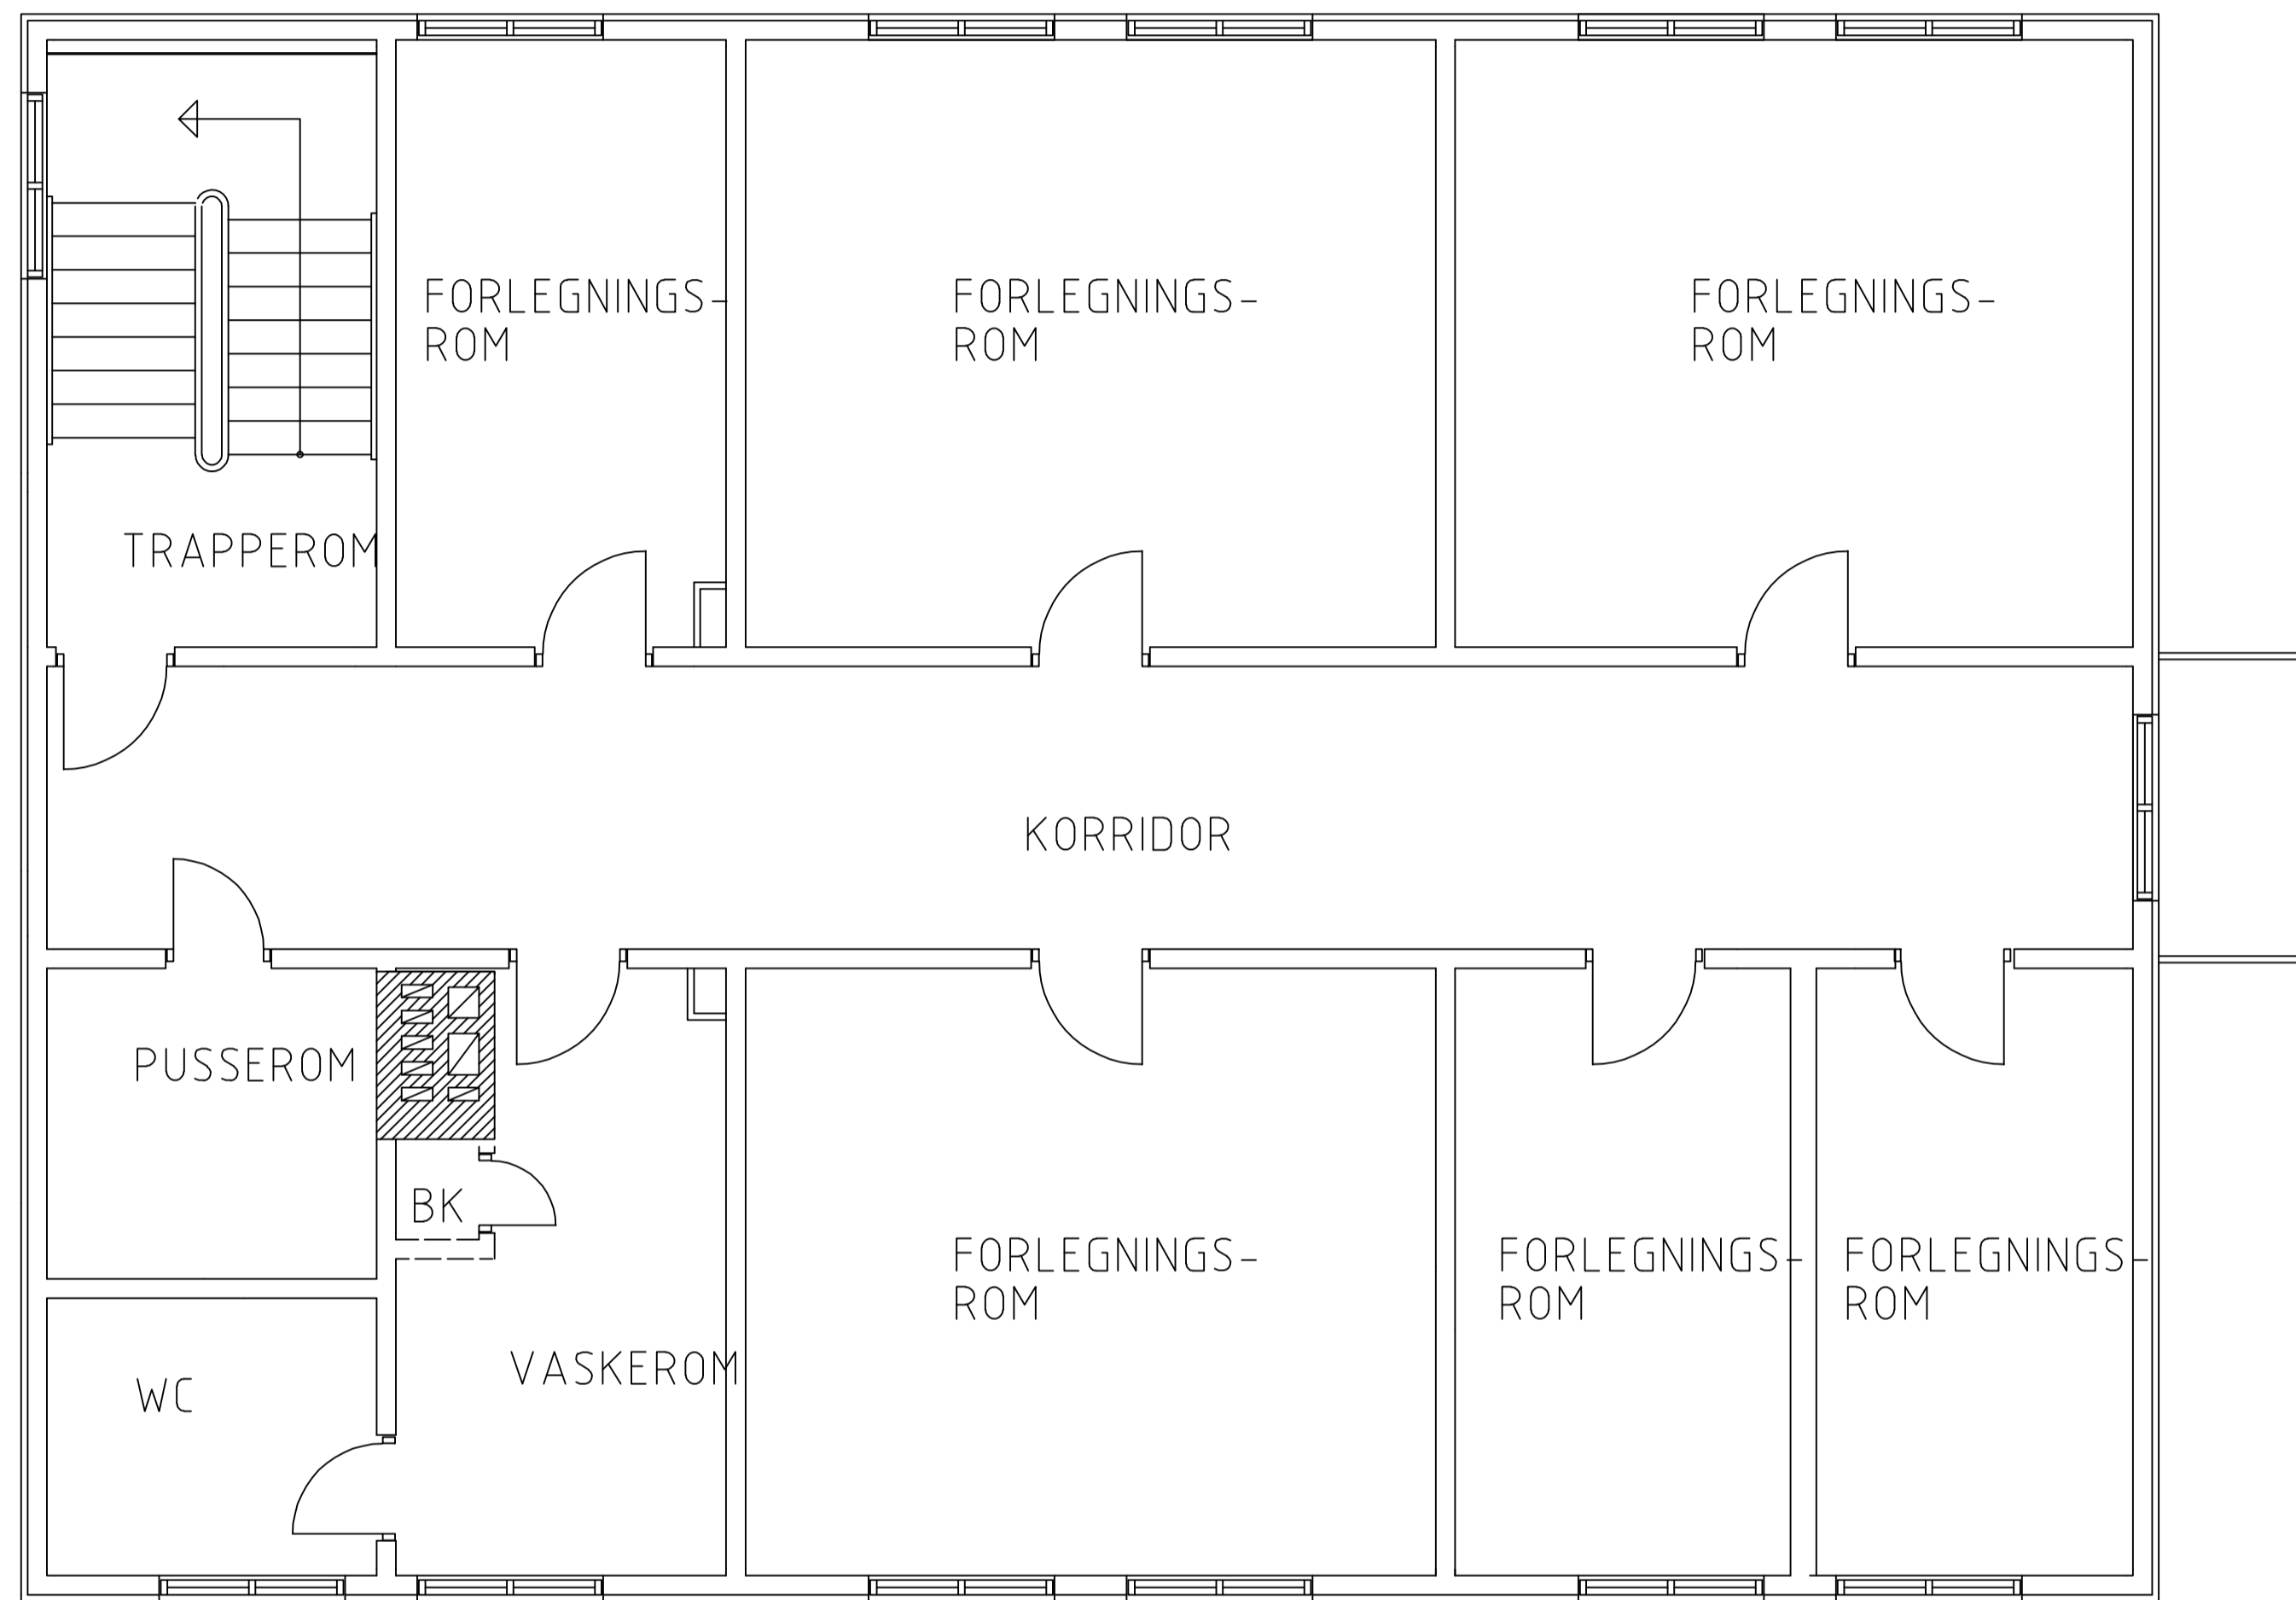 FORLEGNINGS-
ROM
FORLEGNINGS-
ROM
FORLEGNINGS-
ROM
TRAPPEROM
KORRIDOR
PUSSEROM
BK
FORLEGNINGS-
ROM
FORLEGNINGS-
ROM
FORLEGNINGS-
ROM
VASKEROM
WC